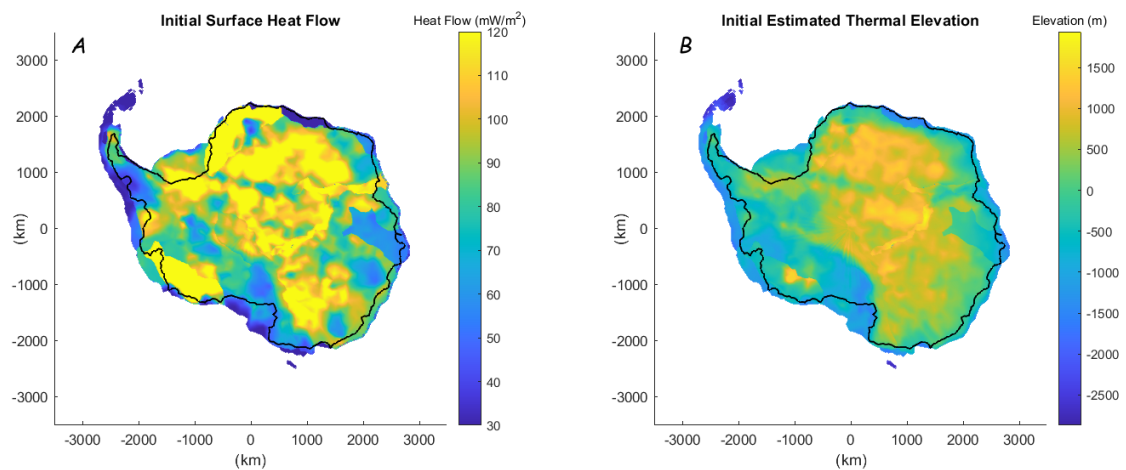 Initial Surface Heat Flow
Heat Flow (mW/m²)
A
3000
2000
1000
0
-1000
-2000
-3000
(km)
-3000 -2000 -1000 0 1000 2000 3000
(km)
120
110
100
90
80
70
60
50
40
30
Initial Estimated Thermal Elevation
Elevation (m)
B
3000
2000
1000
0
-1000
-2000
-3000
(km)
-3000 -2000 -1000 0 1000 2000 3000
(km)
1500
1000
500
0
-500
-1000
-1500
-2000
-2500